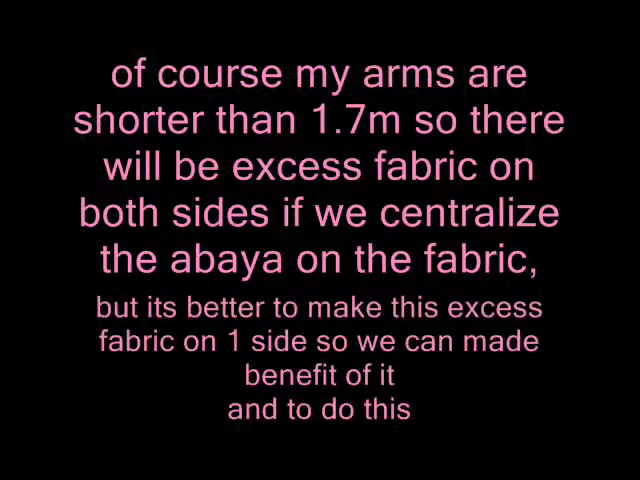 of course my arms are
shorter than 1.7m so there
will be excess fabric on
both sides if we centralize
the abaya on the fabric,
but its better to make this excess
fabric on 1 side so we can made
benefit of it
and to do this